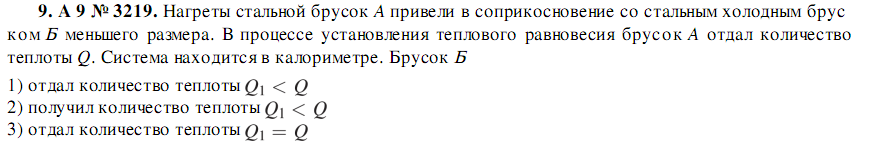 9. А 9 № 3219. Нагреты стальной брусок А привели в соприкосновение со стальным холодным брус
ком Б меньшего размера. В процессе установления теплового равновесия брусок А отдал количество
теплоты Q. Система находится в калориметре. Брусок Б
1) отдал количество теплоты Q₁ < Q
2) получил количество теплоты Q₁ < Q
3) отдал количество теплоты Q₁ = Q